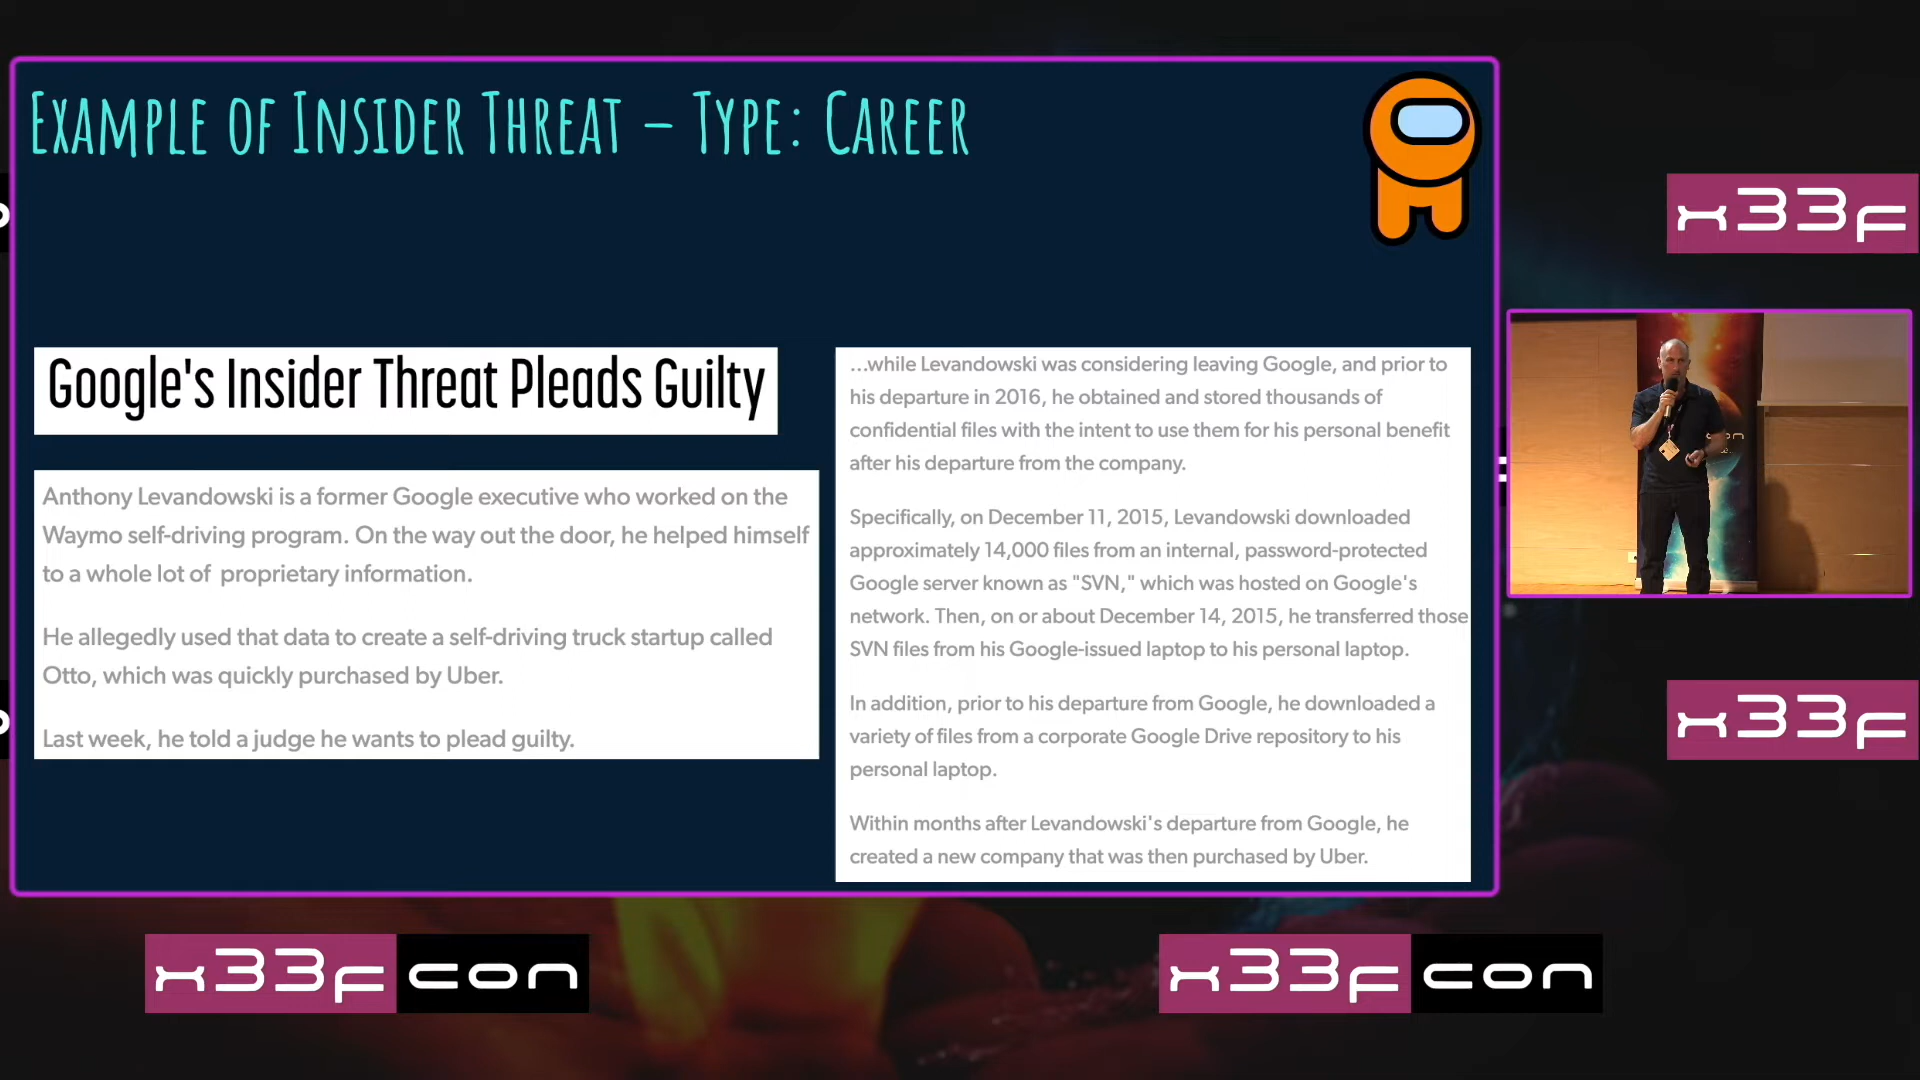 Example of Insider Threat – Type: Career
Google's Insider Threat Pleads Guilty
Anthony Levandowski is a former Google executive who worked on the
Waymo self-driving program. On the way out the door, he helped himself
to a whole lot of proprietary information.
He allegedly used that data to create a self-driving truck startup called
Otto, which was quickly purchased by Uber.
Last week, he told a judge he wants to plead guilty.
...while Levandowski was considering leaving Google, and prior to
his departure in 2016, he obtained and stored thousands of
confidential files with the intent to use them for his personal benefit
after his departure from the company.
Specifically, on December 11, 2015, Levandowski downloaded
approximately 14,000 files from an internal, password-protected
Google server known as "SVN," which was hosted on Google's
network. Then, on or about December 14, 2015, he transferred those
SVN files from his Google-issued laptop to his personal laptop.
In addition, prior to his departure from Google, he downloaded a
variety of files from a corporate Google Drive repository to his
personal laptop.
Within months after Levandowski's departure from Google, he
created a new company that was then purchased by Uber.
x33f
x33f
x33fcon
x33fcon